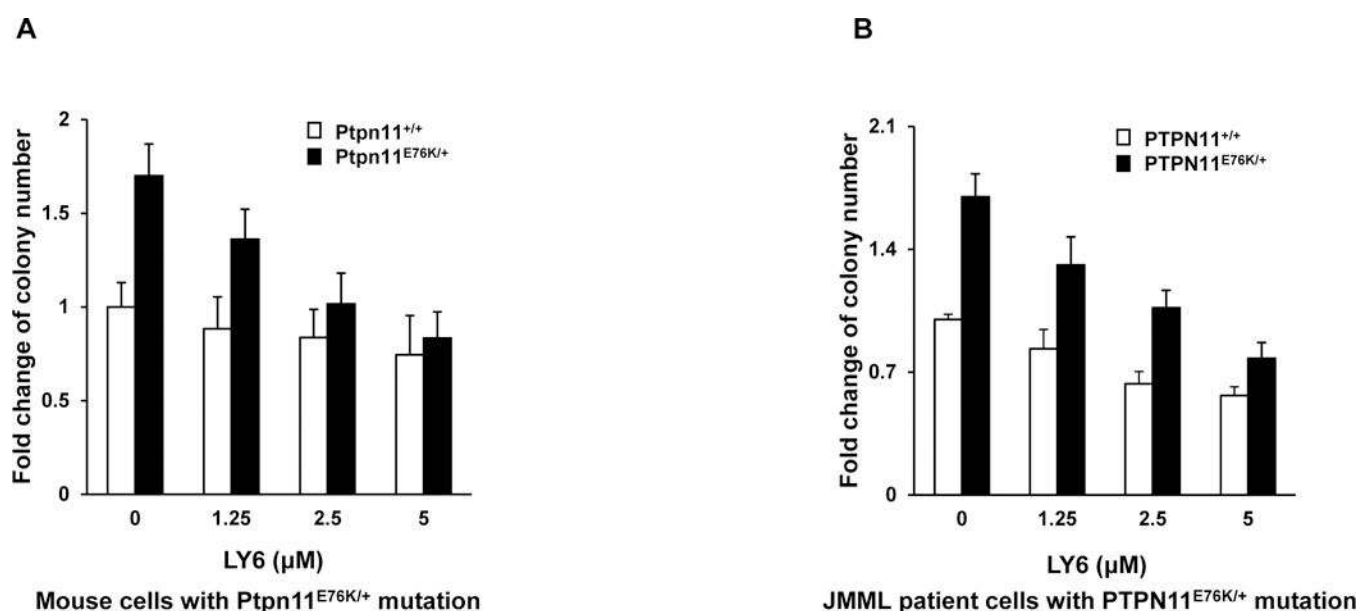 A
Fold change of colony number
2
1.5
1
0.5
0
Ptpn11+/+
Ptpn11E76K/+
0 1.25 2.5 5
LY6 (µM)
Mouse cells with Ptpn11E76K/+ mutation
B
Fold change of colony number
2.1
1.4
0.7
0
PTPN11+/+
PTPN11E76K/+
0 1.25 2.5 5
LY6 (µM)
JMML patient cells with PTPN11E76K/+ mutation